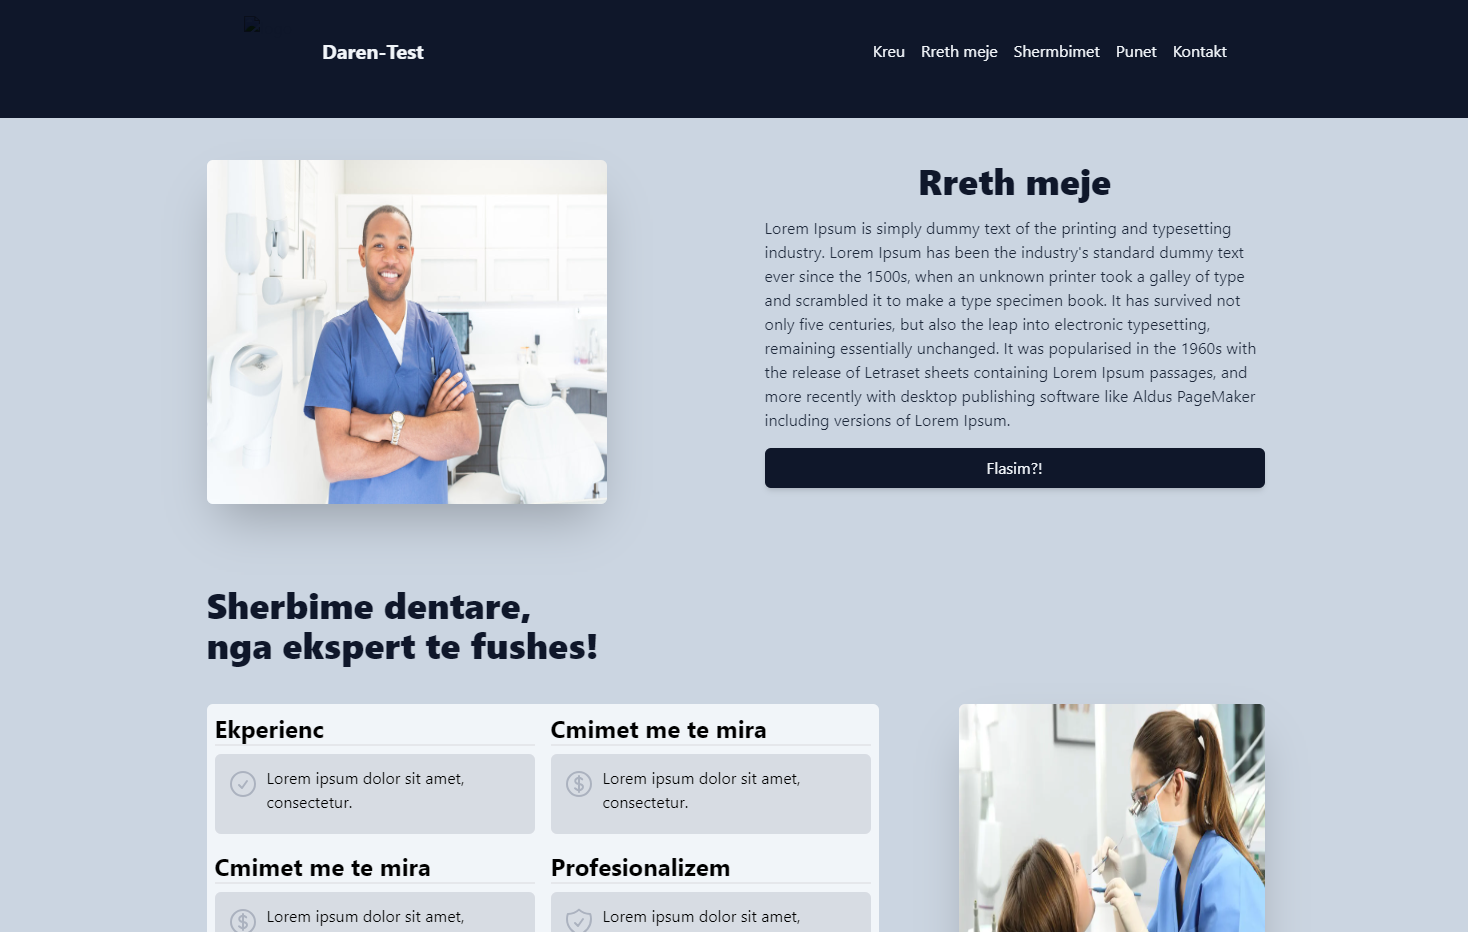 Daren-Test
Kreu Rreth meje Shermbimet Punet Kontakt
Rreth meje
Lorem Ipsum is simply dummy text of the printing and typesetting
industry. Lorem Ipsum has been the industry's standard dummy text
ever since the 1500s, when an unknown printer took a galley of type
and scrambled it to make a type specimen book. It has survived not
only five centuries, but also the leap into electronic typesetting,
remaining essentially unchanged. It was popularised in the 1960s with
the release of Letraset sheets containing Lorem Ipsum passages, and
more recently with desktop publishing software like Aldus PageMaker
including versions of Lorem Ipsum.
Flasim?!
Sherbime dentare,
nga ekspert te fushes!
Ekperienc
Lorem ipsum dolor sit amet,
consectetur.
Cmimet me te mira
Lorem ipsum dolor sit amet,
consectetur.
Cmimet me te mira
Lorem ipsum dolor sit amet,
Profesionalizem
Lorem ipsum dolor sit amet,